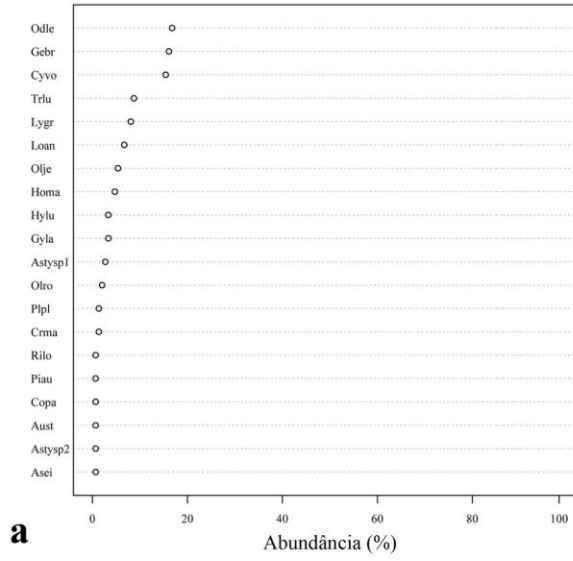 Odle
Gebr
Cyvo
Trlu
Lygr
Loan
Olje
Homa
Hylu
Gyla
Astysp1
Olro
Plpl
Crma
Rilo
Piau
Copa
Aust
Astysp2
Asei
0 20 40 60 80 100
Abundância (%)
a